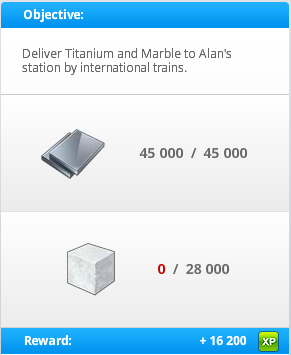 Objective:
Deliver Titanium and Marble to Alan's
station by international trains.
45 000 / 45 000
0 / 28 000
Reward:
+ 16 200 XP